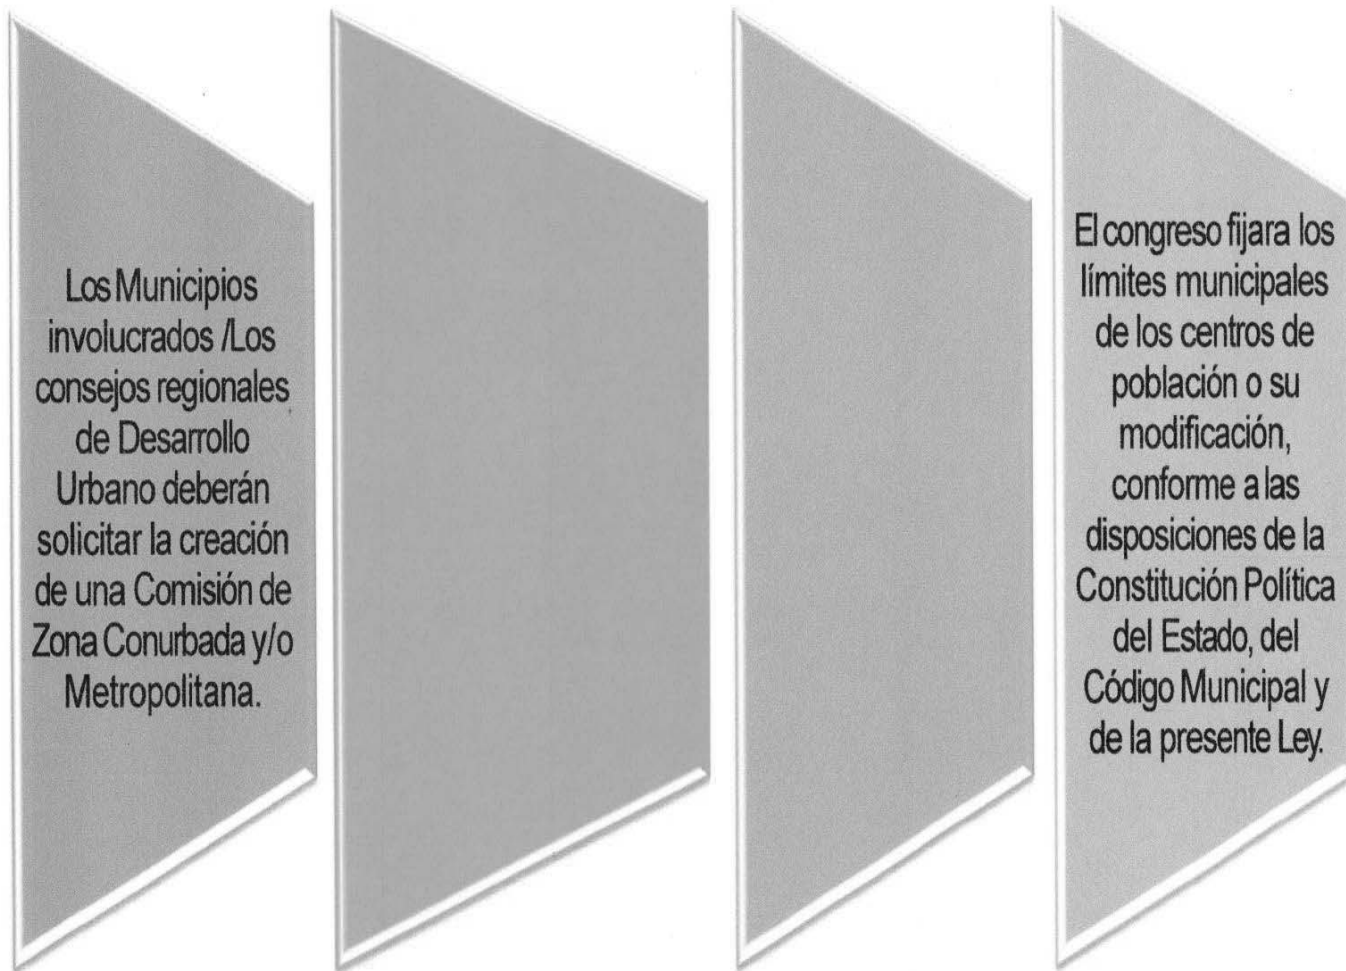 Los Municipios
involucrados /Los
consejos regionales
de Desarrollo
Urbano deberán
solicitar la creación
de una Comisión de
Zona Conurbada y/o
Metropolitana.
El congreso fijara los
límites municipales
de los centros de
población o su
modificación,
conforme a las
disposiciones de la
Constitución Política
del Estado, del
Código Municipal y
de la presente Ley.